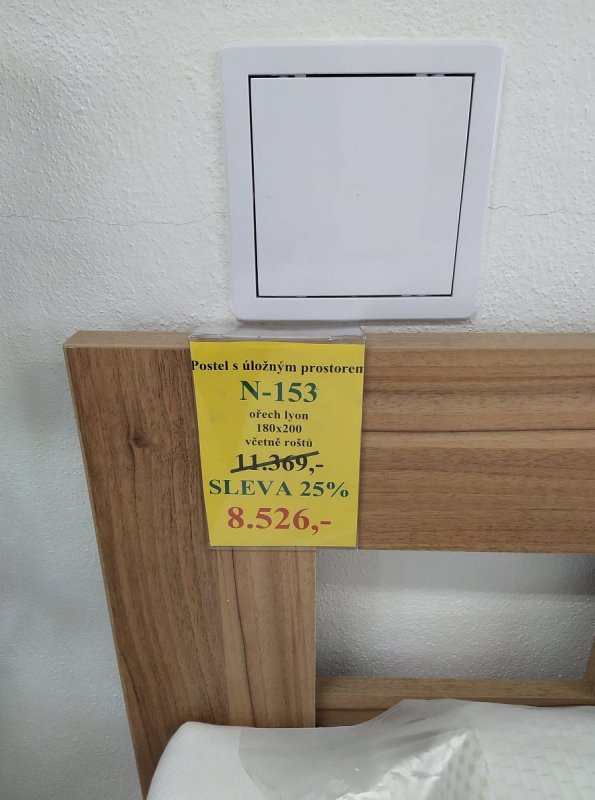 Postel s úložným prostorem
N-153
ořech lyon
180x200
včetně roštů
11.369,-
SLEVA 25%
8.526,-